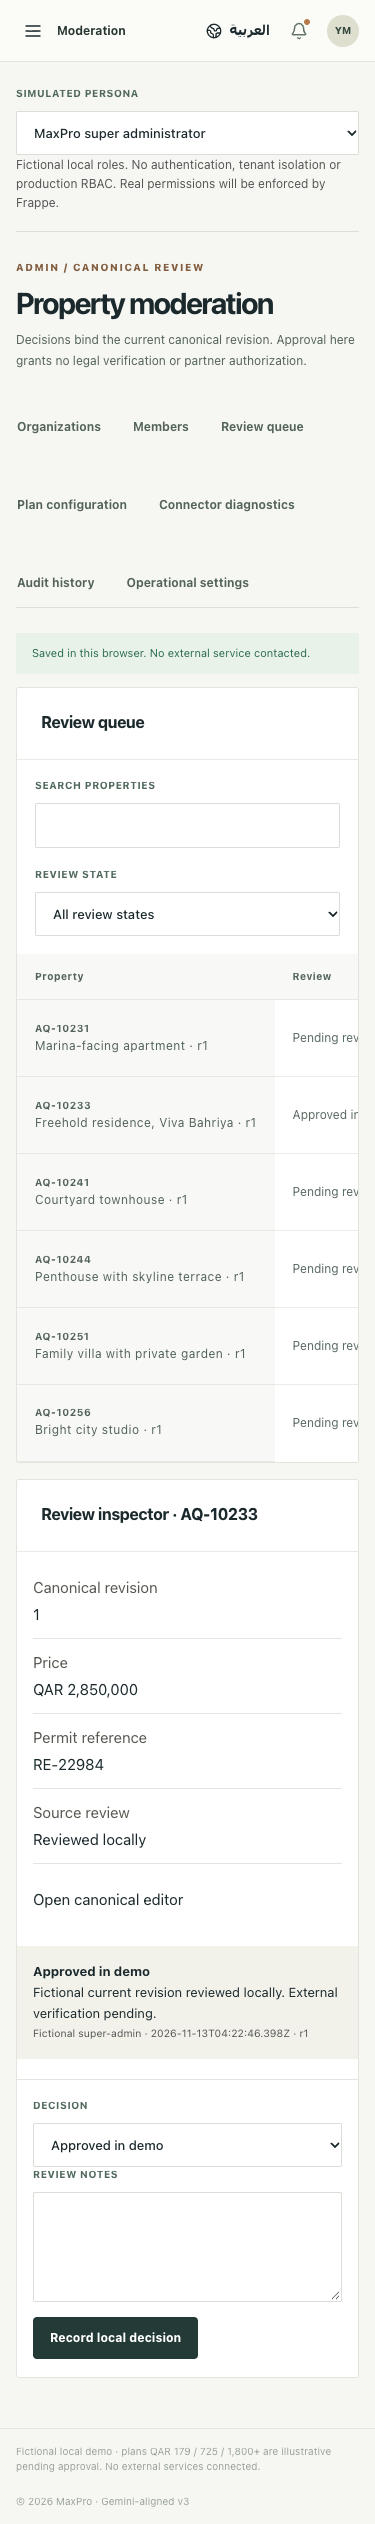 Moderation
العربية
YM
SIMULATED PERSONA
MaxPro super administrator
Fictional local roles. No authentication, tenant isolation or
production RBAC. Real permissions will be enforced by
Frappe.
ADMIN / CANONICAL REVIEW
Property moderation
Decisions bind the current canonical revision. Approval here
grants no legal verification or partner authorization.
Organizations Members Review queue
Plan configuration Connector diagnostics
Audit history Operational settings
Saved in this browser. No external service contacted.
Review queue
SEARCH PROPERTIES
REVIEW STATE
All review states
Property Review
AQ-10231
Marina-facing apartment · r1
Pending rev
AQ-10233
Freehold residence, Viva Bahriya · r1
Approved in
AQ-10241
Courtyard townhouse · r1
Pending rev
AQ-10244
Penthouse with skyline terrace · r1
Pending rev
AQ-10251
Family villa with private garden · r1
Pending rev
AQ-10256
Bright city studio · r1
Pending rev
Review inspector · AQ-10233
Canonical revision
1
Price
QAR 2,850,000
Permit reference
RE-22984
Source review
Reviewed locally
Open canonical editor
Approved in demo
Fictional current revision reviewed locally. External
verification pending.
Fictional super-admin · 2026-11-13T04:22:46.398Z · r1
DECISION
Approved in demo
REVIEW NOTES
Record local decision
Fictional local demo · plans QAR 179 / 725 / 1,800+ are illustrative
pending approval. No external services connected.
© 2026 MaxPro · Gemini-aligned v3